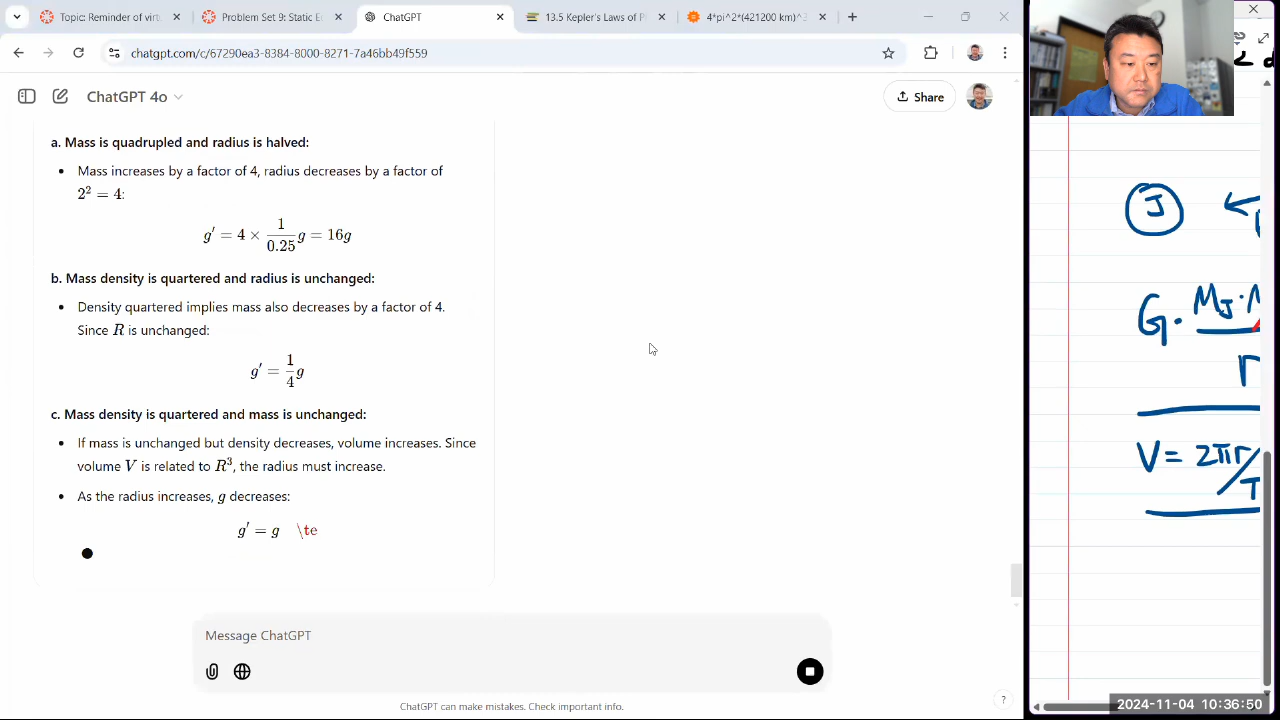 Topic: Reminder of virtu
Problem Set 9: Static E
ChatGPT
13.5 Kepler's Laws of P
4*pi^2*(421200 km)^3
chatgpt.com/c/67290ea3-8384-8000-8271-7a46bb49f559
ChatGPT 4o
Share
a. Mass is quadrupled and radius is halved:
Mass increases by a factor of 4, radius decreases by a factor of
2² = 4:
g′ = 4 × 1/0.25 g = 16g
b. Mass density is quartered and radius is unchanged:
Density quartered implies mass also decreases by a factor of 4.
Since R is unchanged:
g′ = 1/4 g
c. Mass density is quartered and mass is unchanged:
If mass is unchanged but density decreases, volume increases. Since
volume V is related to R³, the radius must increase.
As the radius increases, g decreases:
g′ = g \te
Message ChatGPT
ChatGPT can make mistakes. Check important info.
?
J
G · M_J · M
r
V = 2πr/T
2024-11-04 10:36:50